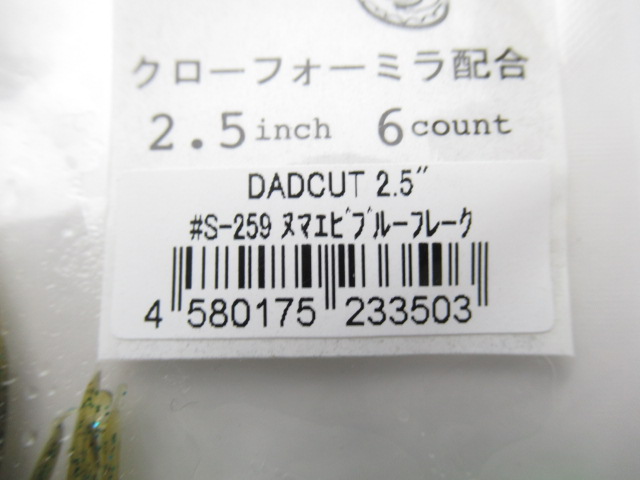 クローフォーミラ配合
2.5inch 6count
DADCUT 2.5"
#S-259 ﾇﾏｴﾋﾞﾌﾞﾙｰﾌﾚｰｸ
4 580175 233503